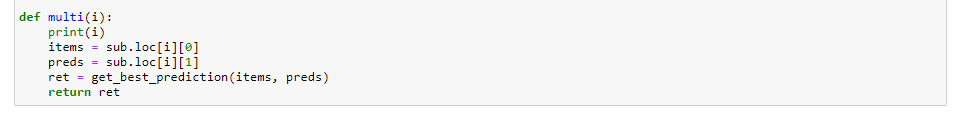 def multi(i):
    print(i)
    items = sub.loc[i][0]
    preds = sub.loc[i][1]
    ret = get_best_prediction(items, preds)
    return ret